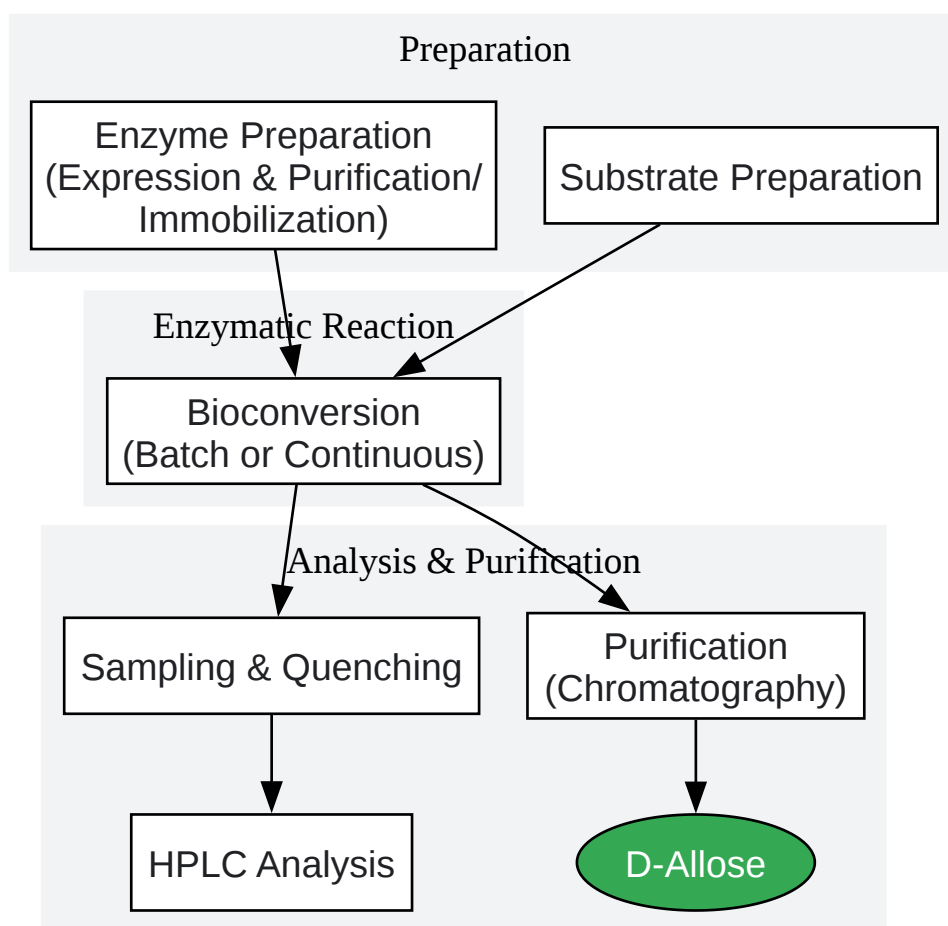 Preparation
Enzyme Preparation
(Expression & Purification/
Immobilization)
Substrate Preparation
Enzymatic Reaction
Bioconversion
(Batch or Continuous)
Analysis & Purification
Sampling & Quenching
Purification
(Chromatography)
HPLC Analysis
D-Allose